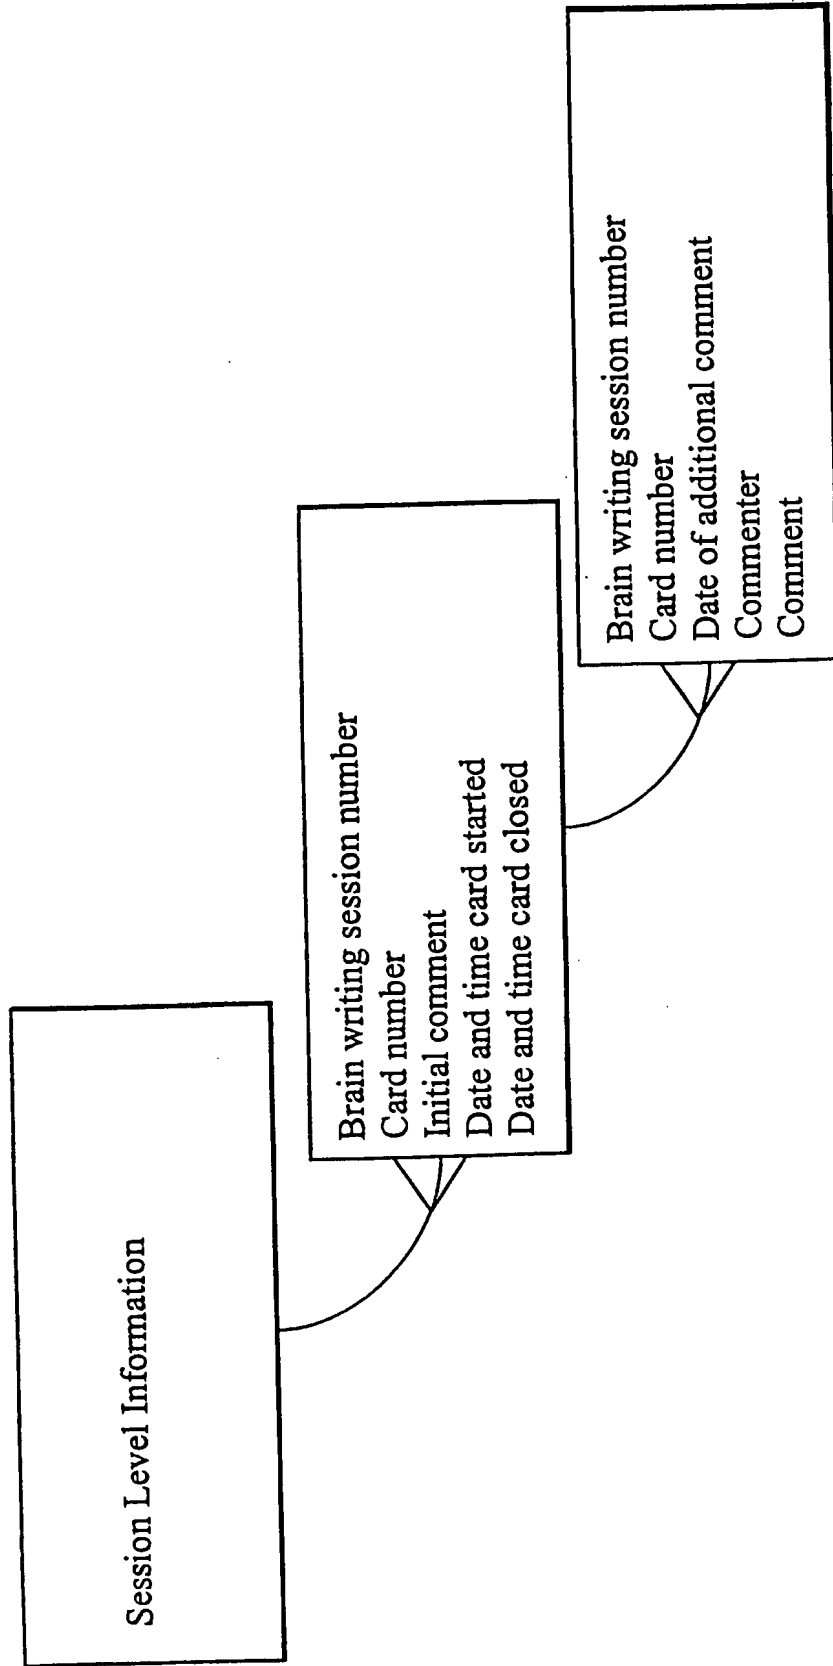 Session Level Information
Brain writing session number
Card number
Initial comment
Date and time card started
Date and time card closed
Brain writing session number
Card number
Date of additional comment
Commenter
Comment